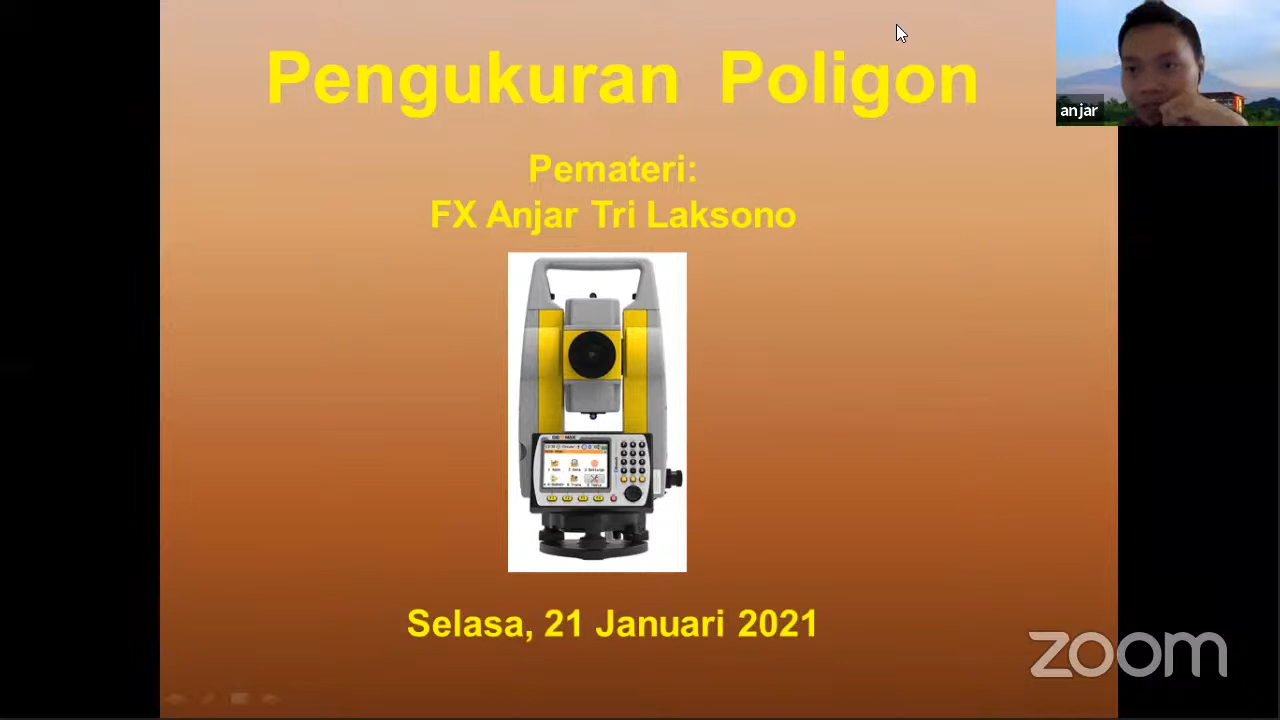 Pengukuran Poligon
anjar
Pemateri:
FX Anjar Tri Laksono
Selasa, 21 Januari 2021
zoom